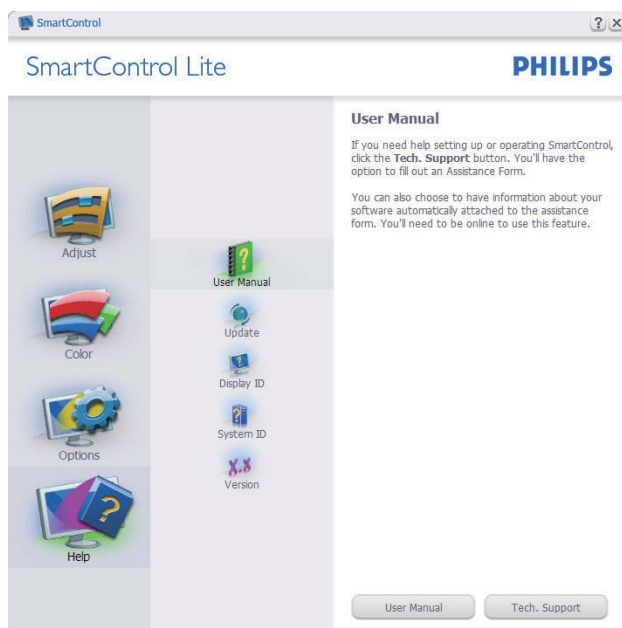 SmartControl
? ×
SmartControl Lite
PHILIPS
Adjust
Color
Options
?
Help
?
User Manual
Update
?
Display ID
?
System ID
X.X
Version
User Manual
If you need help setting up or operating SmartControl,
click the Tech. Support button. You'll have the
option to fill out an Assistance Form.
You can also choose to have information about your
software automatically attached to the assistance
form. You'll need to be online to use this feature.
User Manual
Tech. Support